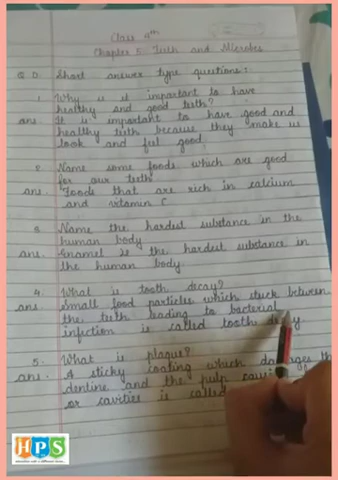 Class 4th
Chapter 5: Teeth and Microbes
Q D. Short answer type questions:
1. Why is it important to have
healthy and good teeth?
ans. It is important to have good and
healthy teeth because they make us
look and feel good.
2. Name some foods which are good
for our teeth.
ans. Foods that are rich in calcium
and vitamin C
3. Name the hardest substance in the
human body.
ans. Enamel is the hardest substance in
the human body.
4. What is tooth decay?
ans. Small food particles which stuck between
the teeth leading to bacterial
infection is called tooth decay
5. What is plaque?
ans. A sticky coating which damages th
dentine and the pulp
or cavities is called
HPS